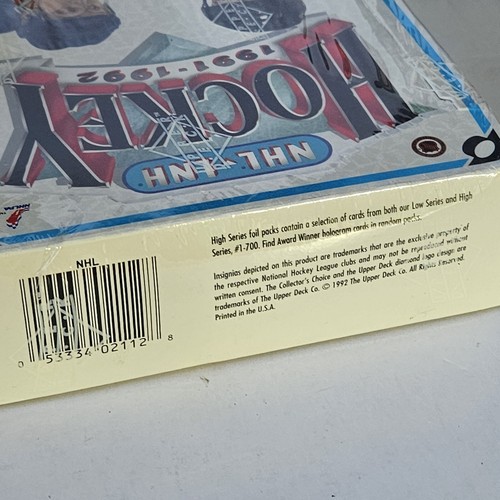 1991-1992
HOCKEY
NHL LNH
NHLPA
High Series foil packs contain a selection of cards from both our Low Series and High
Series, #1-700. Find Award Winner hologram cards in random packs.
Insignias depicted on this product are trademarks that are the exclusive property of
the respective National Hockey League clubs and may not be reproduced without
written consent. The Collector's Choice and the Upper Deck diamond logo design are
trademarks of The Upper Deck Co. © 1992 The Upper Deck Co. All Rights Reserved.
Printed in the U.S.A.
NHL
0 53334 02112 8